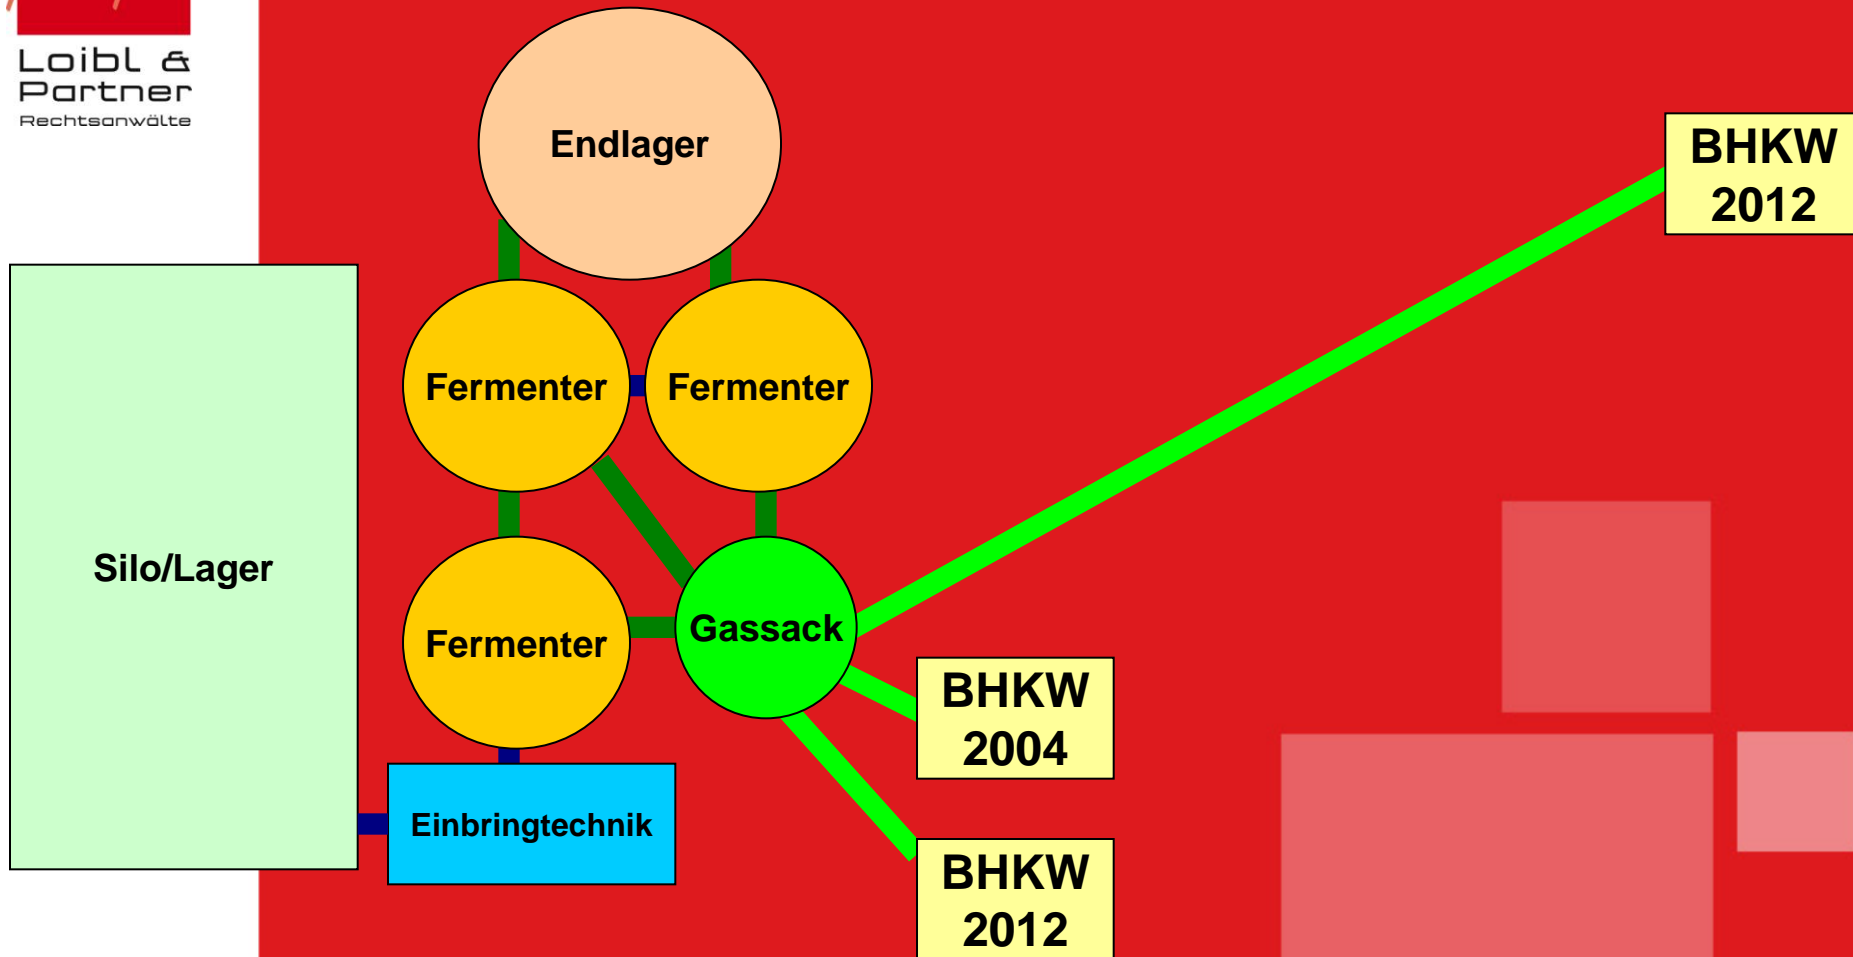 Loibl &
Partner
Rechtsanwälte
Endlager
BHKW
2012
Fermenter
Fermenter
Silo/Lager
Fermenter
Gassack
BHKW
2004
Einbringtechnik
BHKW
2012